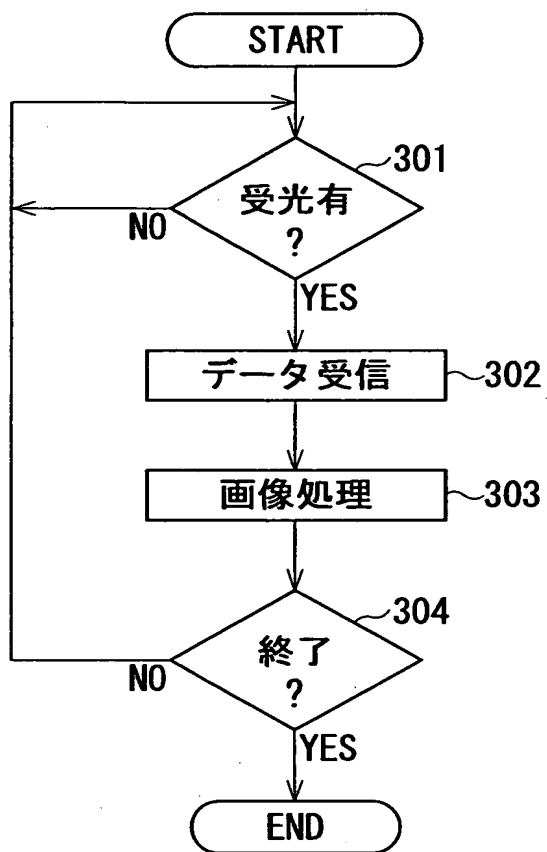 START
301
受光有
?
NO
YES
データ受信
302
画像処理
303
304
終了
?
NO
YES
END